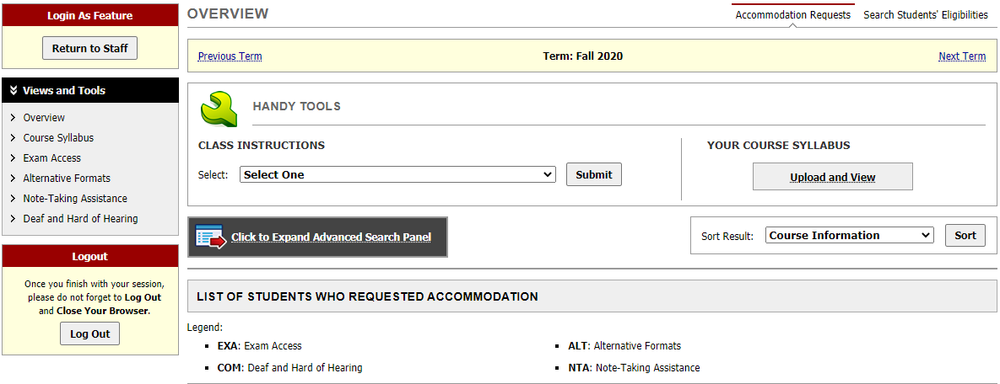 Login As Feature
Return to Staff
Views and Tools
Overview
Course Syllabus
Exam Access
Alternative Formats
Note-Taking Assistance
Deaf and Hard of Hearing
Logout
Once you finish with your session,
please do not forget to Log Out
and Close Your Browser.
Log Out
OVERVIEW
Accommodation Requests Search Students' Eligibilities
Previous Term Term: Fall 2020 Next Term
HANDY TOOLS
CLASS INSTRUCTIONS
Select: Select One Submit
YOUR COURSE SYLLABUS
Upload and View
Click to Expand Advanced Search Panel
Sort Result: Course Information Sort
LIST OF STUDENTS WHO REQUESTED ACCOMMODATION
Legend:
EXA: Exam Access
ALT: Alternative Formats
COM: Deaf and Hard of Hearing
NTA: Note-Taking Assistance